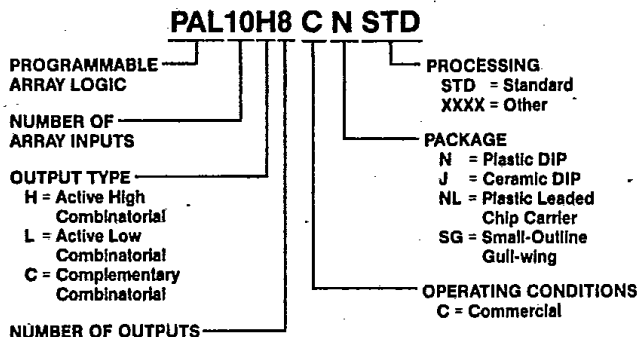 PAL10H8 C N STD
PROGRAMMABLE
ARRAY LOGIC
NUMBER OF
ARRAY INPUTS
OUTPUT TYPE
H = Active High
Combinatorial
L = Active Low
Combinatorial
C = Complementary
Combinatorial
NUMBER OF OUTPUTS
PROCESSING
STD = Standard
XXXX = Other
PACKAGE
N = Plastic DIP
J = Ceramic DIP
NL = Plastic Leaded
Chip Carrier
SG = Small-Outline
Gull-wing
OPERATING CONDITIONS
C = Commercial